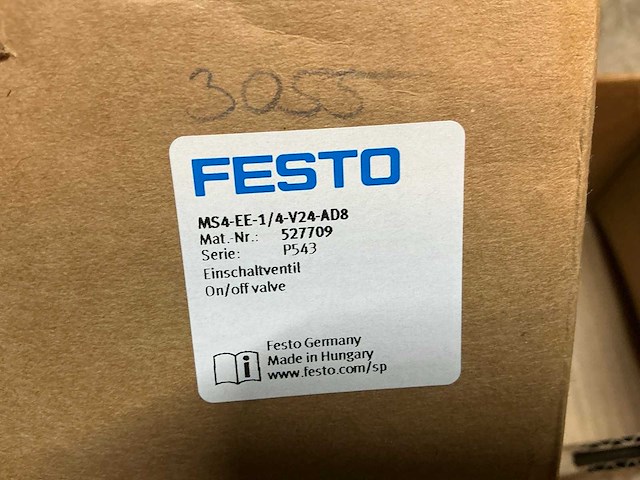 3055
FESTO
MS4-EE-1/4-V24-AD8
Mat.-Nr.: 527709
Serie: P543
Einschaltventil
On/off valve
Festo Germany
Made in Hungary
www.festo.com/sp